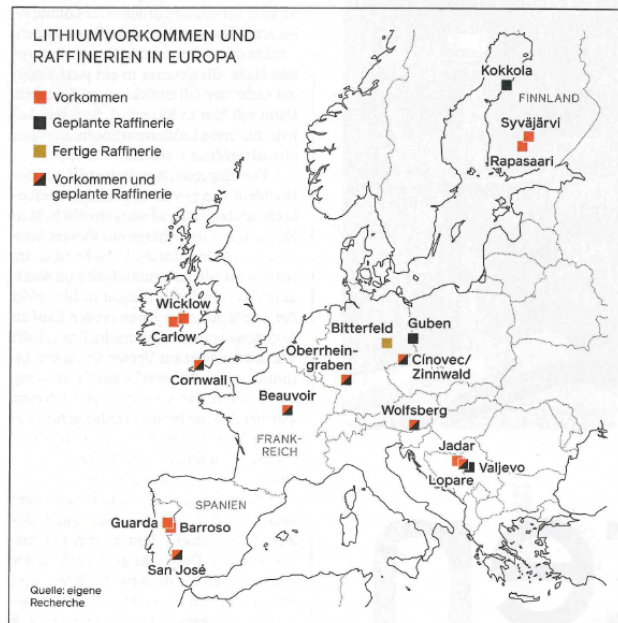 LITHIUMVORKOMMEN UND
RAFFINERIEN IN EUROPA
Vorkommen
Geplante Raffinerie
Fertige Raffinerie
Vorkommen und
geplante Raffinerie
Kokkola
FINNLAND
Syväjärvi
Rapasaari
Wicklow
Carlow
Cornwall
Bitterfeld
Guben
Oberrhein-
graben
Cínovec/
Zinnwald
Beauvoir
Wolfsberg
FRANK-
REICH
Jadar
Valjevo
Lopare
SPANIEN
Guarda
Barroso
San José
Quelle: eigene
Recherche